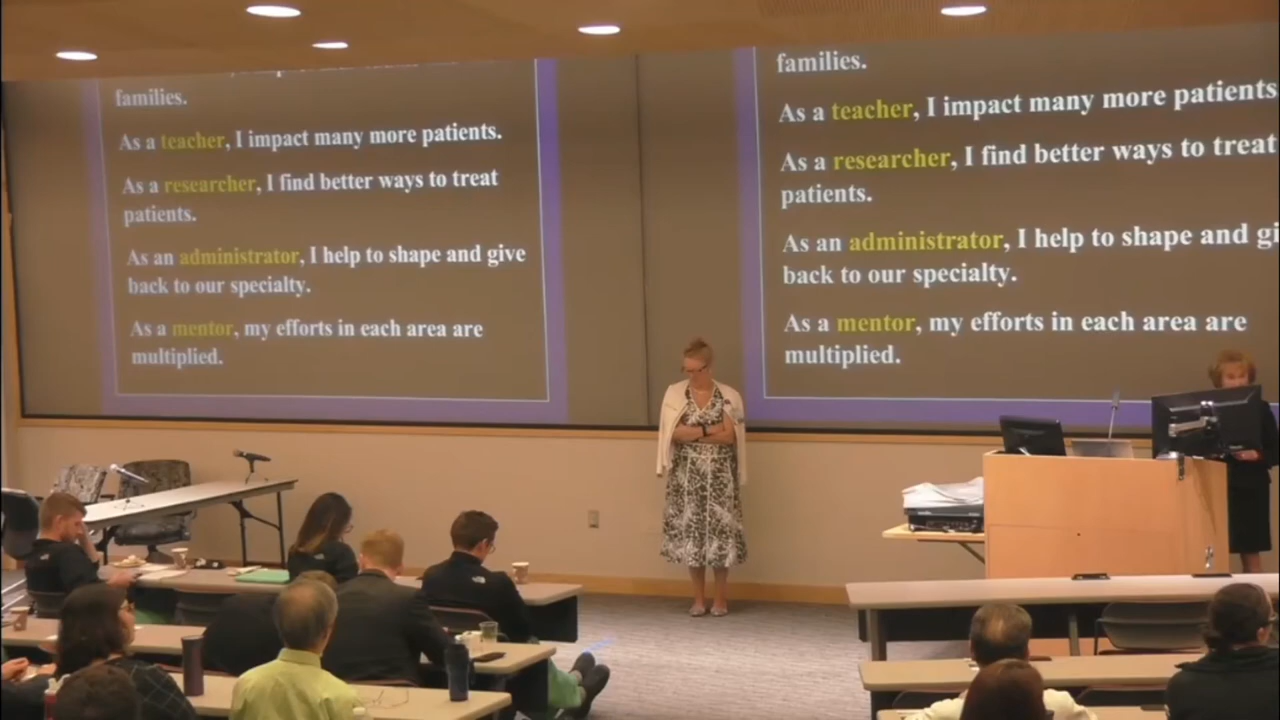 families.
As a teacher, I impact many more patients.
As a researcher, I find better ways to treat
patients.
As an administrator, I help to shape and give
back to our specialty.
As a mentor, my efforts in each area are
multiplied.
families.
As a teacher, I impact many more patients
As a researcher, I find better ways to treat
patients.
As an administrator, I help to shape and gi
back to our specialty.
As a mentor, my efforts in each area are
multiplied.